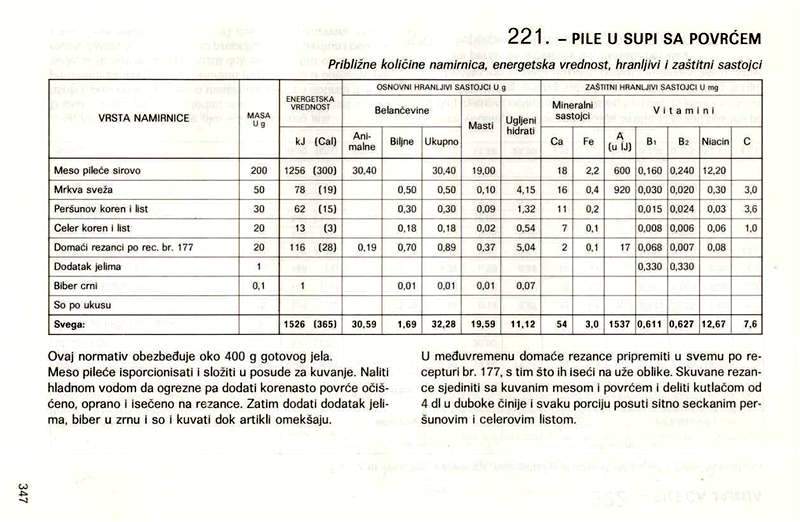 221. – PILE U SUPI SA POVRĆEM
Približne količine namirnica, energetska vrednost, hranljivi i zaštitni sastojci
VRSTA NAMIRNICE MASA U g ENERGETSKA VREDNOST OSNOVNI HRANLJIVI SASTOJCI U g ZAŠTITNI HRANLJIVI SASTOJCI U mg
Belančevine Masti Ugljeni hidrati Mineralni sastojci Vitamini
kJ (Cal) Ani-malne Biljne Ukupno Ca Fe A (u IJ) B1 B2 Niacin C
Meso pileće sirovo 200 1256 (300) 30,40 30,40 19,00 18 2,2 600 0,160 0,240 12,20
Mrkva sveža 50 78 (19) 0,50 0,50 0,10 4,15 16 0,4 920 0,030 0,020 0,30 3,0
Peršunov koren i list 30 62 (15) 0,30 0,30 0,09 1,32 11 0,2 0,015 0,024 0,03 3,6
Celer koren i list 20 13 (3) 0,18 0,18 0,02 0,54 7 0,1 0,008 0,006 0,06 1,0
Domaći rezanci po rec. br. 177 20 116 (28) 0,19 0,70 0,89 0,37 5,04 2 0,1 17 0,068 0,007 0,08
Dodatak jelima 1 0,330 0,330
Biber crni 0,1 1 0,01 0,01 0,01 0,07
So po ukusu
Svega: 1526 (365) 30,59 1,69 32,28 19,59 11,12 54 3,0 1537 0,611 0,627 12,67 7,6
Ovaj normativ obezbeđuje oko 400 g gotovog jela.
Meso pileće isporcionisati i složiti u posude za kuvanje. Naliti
hladnom vodom da ogrezne pa dodati korenasto povrće očiš-
ćeno, oprano i isečeno na rezance. Zatim dodati dodatak jeli-
ma, biber u zrnu i so i kuvati dok artikli omekšaju.
U međuvremenu domaće rezance pripremiti u svemu po re-
cepturi br. 177, s tim što ih iseći na uže oblike. Skuvane rezan-
ce sjediniti sa kuvanim mesom i povrćem i deliti kutlačom od
4 dl u duboke činije i svaku porciju posuti sitno seckanim per-
šunovim i celerovim listom.
347